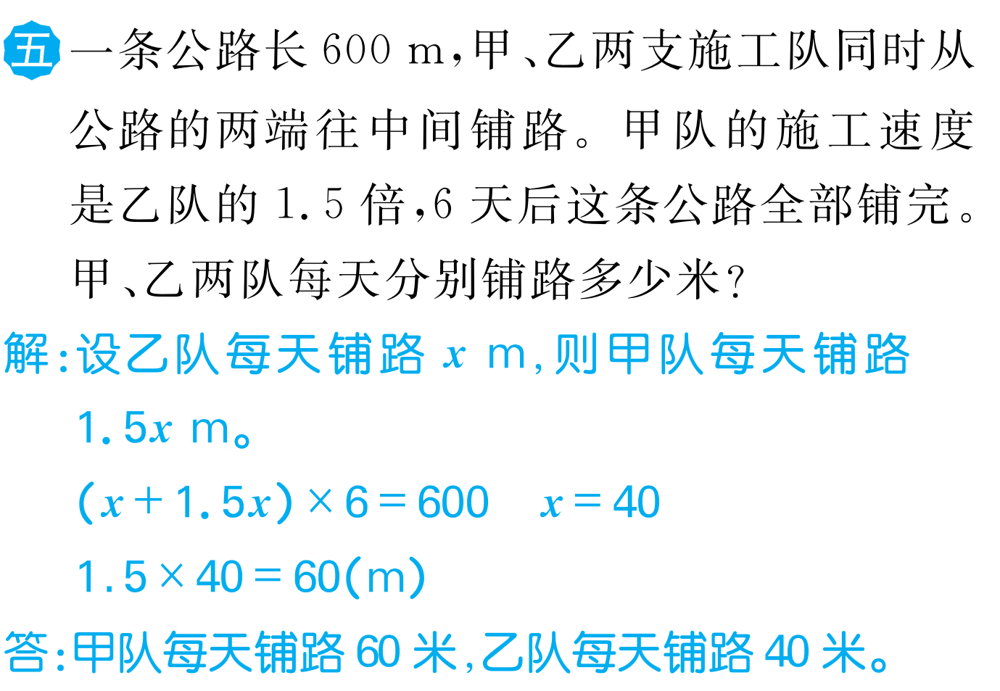 五 一条公路长 600 m,甲、乙两支施工队同时从
公路的两端往中间铺路。甲队的施工速度
是乙队的 1.5 倍,6 天后这条公路全部铺完。
甲、乙两队每天分别铺路多少米?
解:设乙队每天铺路 x m,则甲队每天铺路
1.5x m。
(x+1.5x)×6=600 x=40
1.5×40=60(m)
答:甲队每天铺路 60 米,乙队每天铺路 40 米。